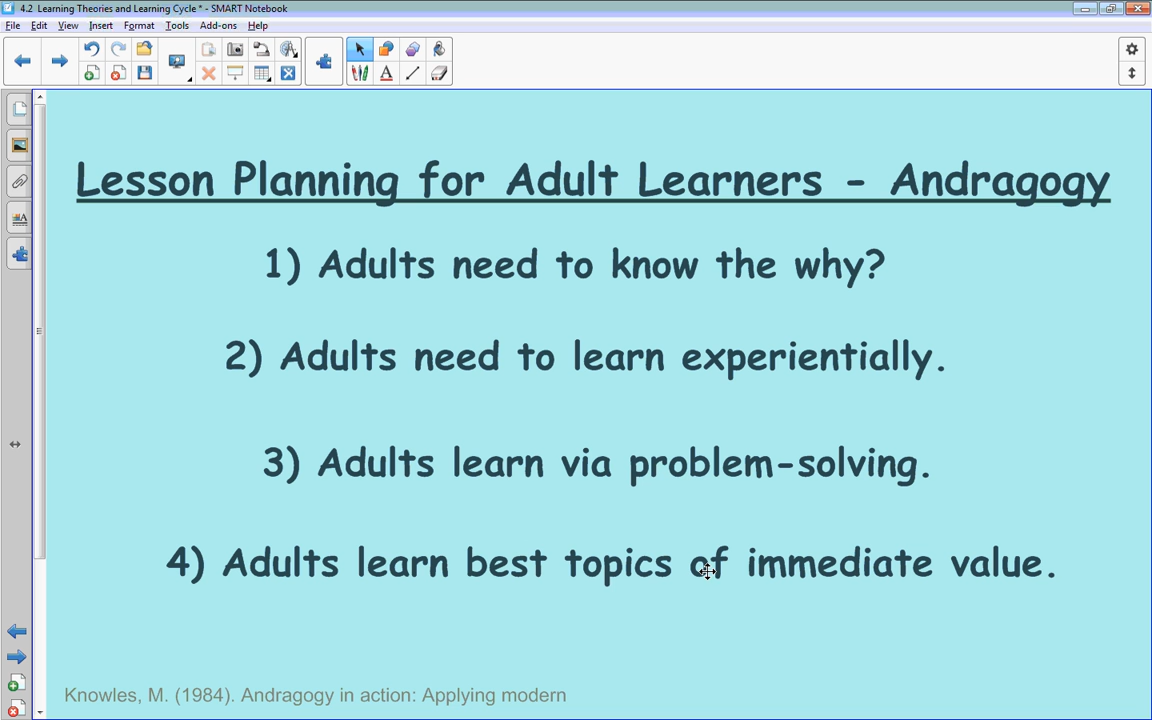 4.2 Learning Theories and Learning Cycle * - SMART Notebook
File Edit View Insert Format Tools Add-ons Help
Lesson Planning for Adult Learners - Andragogy
1) Adults need to know the why?
2) Adults need to learn experientially.
3) Adults learn via problem-solving.
4) Adults learn best topics of immediate value.
Knowles, M. (1984). Andragogy in action: Applying modern